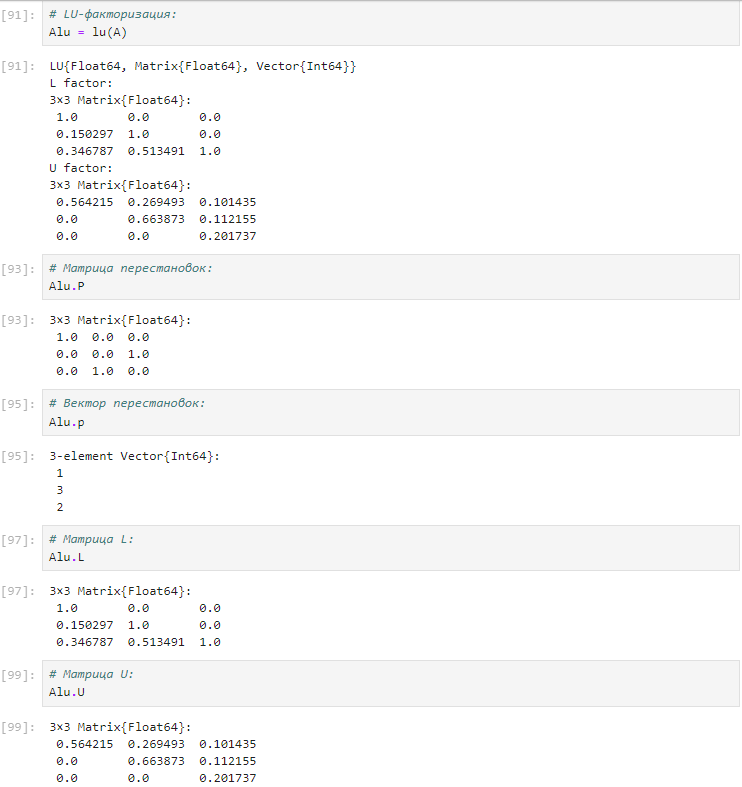 [91]: # LU-факторизация:
Alu = lu(A)
[91]: LU{Float64, Matrix{Float64}, Vector{Int64}}
L factor:
3×3 Matrix{Float64}:
1.0 0.0 0.0
0.150297 1.0 0.0
0.346787 0.513491 1.0
U factor:
3×3 Matrix{Float64}:
0.564215 0.269493 0.101435
0.0 0.663873 0.112155
0.0 0.0 0.201737
[93]: # Матрица перестановок:
Alu.P
[93]: 3×3 Matrix{Float64}:
1.0 0.0 0.0
0.0 0.0 1.0
0.0 1.0 0.0
[95]: # Вектор перестановок:
Alu.p
[95]: 3-element Vector{Int64}:
1
3
2
[97]: # Матрица L:
Alu.L
[97]: 3×3 Matrix{Float64}:
1.0 0.0 0.0
0.150297 1.0 0.0
0.346787 0.513491 1.0
[99]: # Матрица U:
Alu.U
[99]: 3×3 Matrix{Float64}:
0.564215 0.269493 0.101435
0.0 0.663873 0.112155
0.0 0.0 0.201737